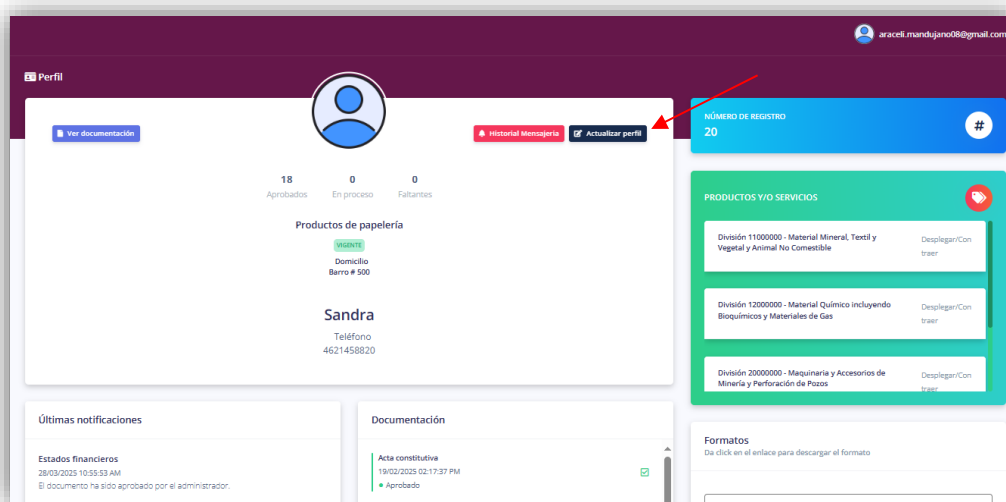 araceli.mandujano08@gmail.com
Perfil
Ver documentación
Historial Mensajería
Actualizar perfil
18
0
0
Aprobados
En proceso
Faltantes
Productos de papelería
VIGENTE
Domicilio
Barro # 500
Sandra
Teléfono
4621458820
NÚMERO DE REGISTRO
20
#
PRODUCTOS Y/O SERVICIOS
División 11000000 - Material Mineral, Textil y
Vegetal y Animal No Comestible
Desplegar/Con
traer
División 12000000 - Material Químico incluyendo
Bioquímicos y Materiales de Gas
Desplegar/Con
traer
División 20000000 - Maquinaria y Accesorios de
Minería y Perforación de Pozos
Desplegar/Con
traer
Últimas notificaciones
Estados financieros
28/03/2025 10:55:53 AM
El documento ha sido aprobado por el administrador.
Documentación
Acta constitutiva
19/02/2025 02:17:37 PM
Aprobado
Formatos
Da click en el enlace para descargar el formato